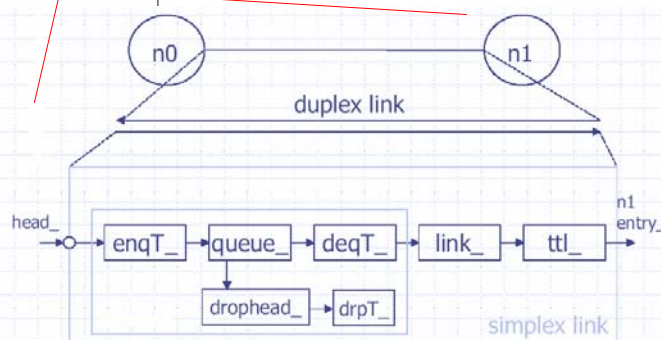 n0
n1
duplex link
head_
n1
entry_
enqT_
queue_
deqT_
link_
ttl_
drophead_
drpT_
simplex link